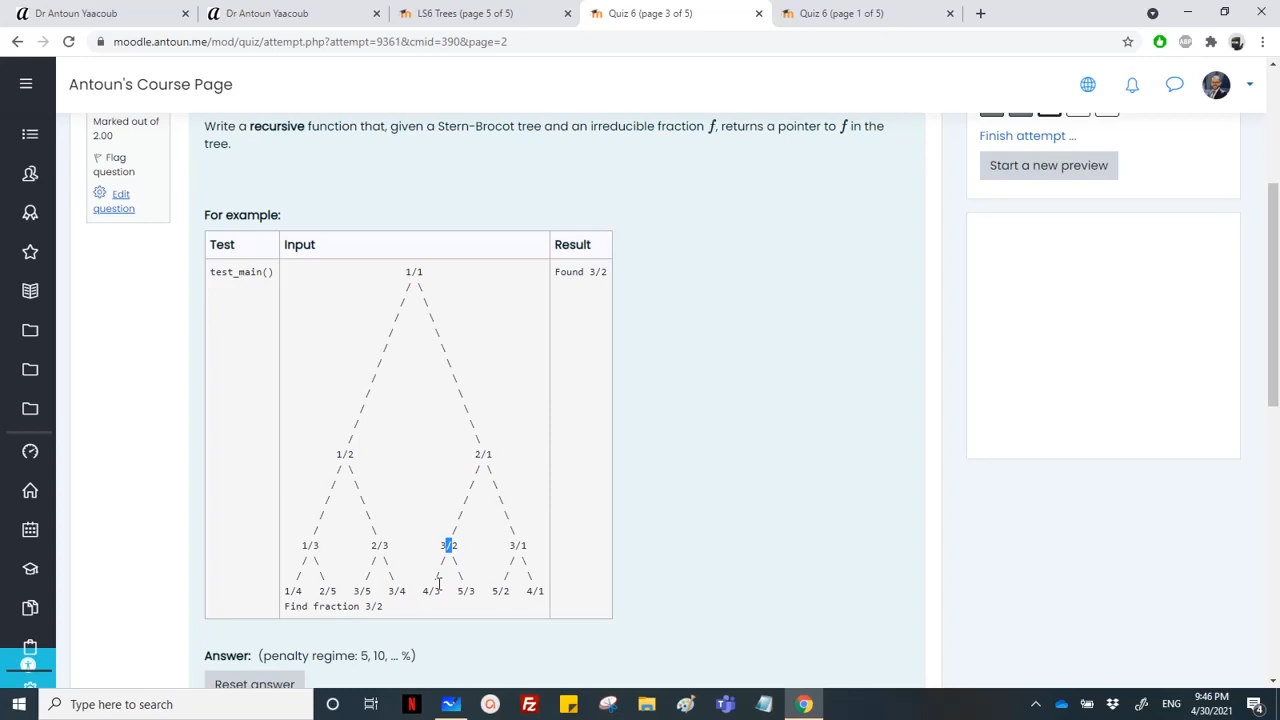 Dr Antoun Yaacoub
Dr Antoun Yaacoub
LS6 Trees (page 5 of 5)
Quiz 6 (page 3 of 5)
Quiz 6 (page 1 of 5)
moodle.antoun.me/mod/quiz/attempt.php?attempt=9361&cmid=390&page=2
Antoun's Course Page
Marked out of
2.00
Flag
question
Edit
question
Write a recursive function that, given a Stern-Brocot tree and an irreducible fraction f, returns a pointer to f in the
tree.
Finish attempt ...
Start a new preview
For example:
Test Input Result
test_main() 1/1 Found 3/2
/ \
/ \
/ \
/ \
/ \
/ \
/ \
/ \
/ \
/ \
/ \
1/2 2/1
/ \ / \
/ \ / \
/ \ / \
/ \ / \
/ \ / \
1/3 2/3 3/2 3/1
/ \ / \ / \ / \
/ \ / \ / \ / \
1/4 2/5 3/5 3/4 4/3 5/3 5/2 4/1
Find fraction 3/2
Answer: (penalty regime: 5, 10, ... %)
Reset answer
Type here to search
ENG
9:46 PM
4/30/2021
4